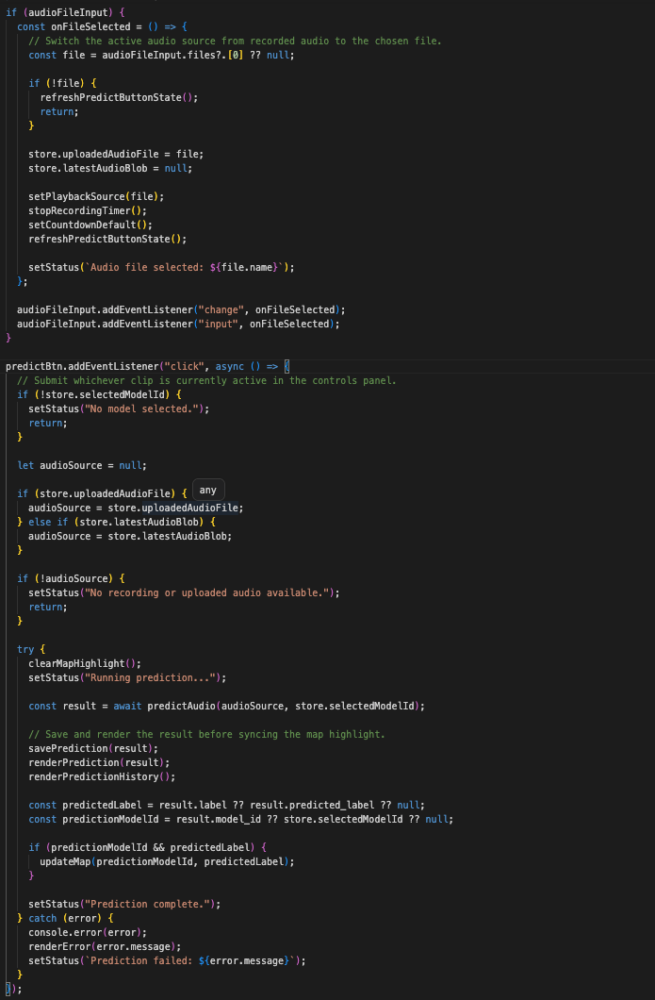 if (audioFileInput) {
  const onFileSelected = () => {
    // Switch the active audio source from recorded audio to the chosen file.
    const file = audioFileInput.files?.[0] ?? null;

    if (!file) {
      refreshPredictButtonState();
      return;
    }

    store.uploadedAudioFile = file;
    store.latestAudioBlob = null;

    setPlaybackSource(file);
    stopRecordingTimer();
    setCountdownDefault();
    refreshPredictButtonState();

    setStatus(`Audio file selected: ${file.name}`);
  };

  audioFileInput.addEventListener("change", onFileSelected);
  audioFileInput.addEventListener("input", onFileSelected);
}

predictBtn.addEventListener("click", async () => {
  // Submit whichever clip is currently active in the controls panel.
  if (!store.selectedModelId) {
    setStatus("No model selected.");
    return;
  }

  let audioSource = null;

  if (store.uploadedAudioFile) {
any
    audioSource = store.uploadedAudioFile;
  } else if (store.latestAudioBlob) {
    audioSource = store.latestAudioBlob;
  }

  if (!audioSource) {
    setStatus("No recording or uploaded audio available.");
    return;
  }

  try {
    clearMapHighlight();
    setStatus("Running prediction...");

    const result = await predictAudio(audioSource, store.selectedModelId);

    // Save and render the result before syncing the map highlight.
    savePrediction(result);
    renderPrediction(result);
    renderPredictionHistory();

    const predictedLabel = result.label ?? result.predicted_label ?? null;
    const predictionModelId = result.model_id ?? store.selectedModelId ?? null;

    if (predictionModelId && predictedLabel) {
      updateMap(predictionModelId, predictedLabel);
    }

    setStatus("Prediction complete.");
  } catch (error) {
    console.error(error);
    renderError(error.message);
    setStatus(`Prediction failed: ${error.message}`);
  }
});